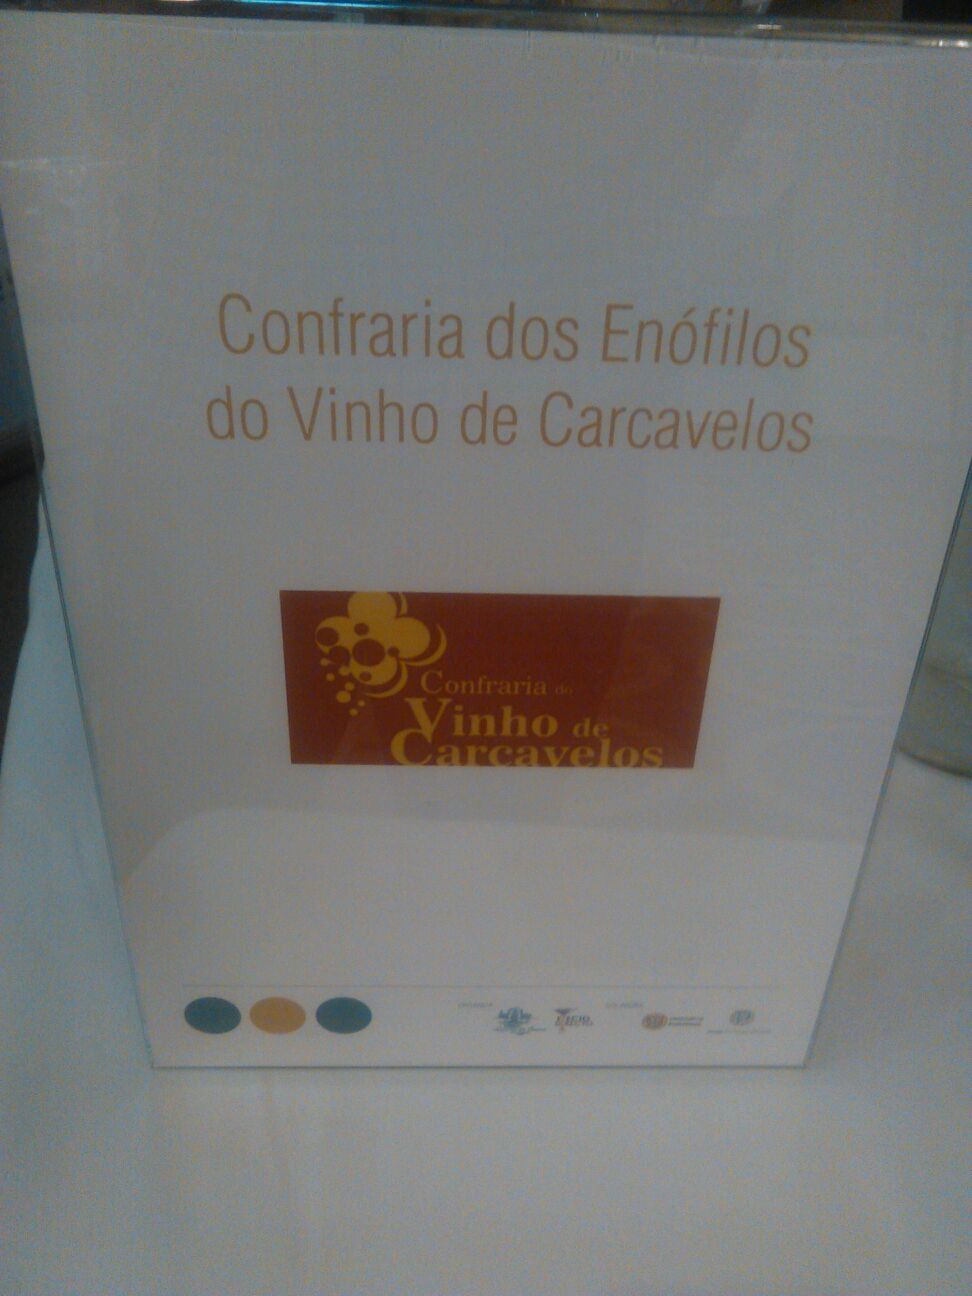 Confraria dos Enófilos
do Vinho de Carcavelos
Confraria do
Vinho de
Carcavelos